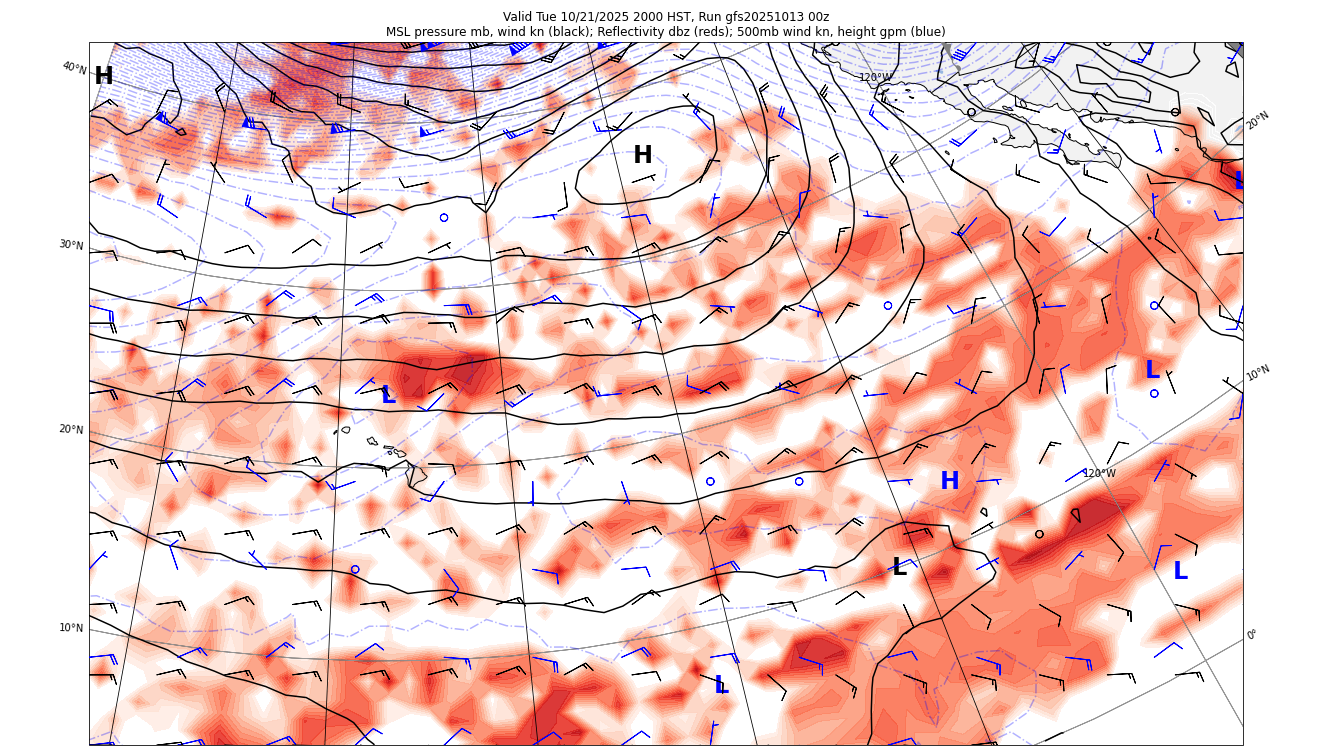 Valid Tue 10/21/2025 2000 HST, Run gfs20251013 00z
MSL pressure mb, wind kn (black); Reflectivity dbz (reds); 500mb wind kn, height gpm (blue)
40°N
H
120°W
20°N
H
L
30°N
L
10°N
L
20°N
H
120°W
L
L
10°N
0°
L